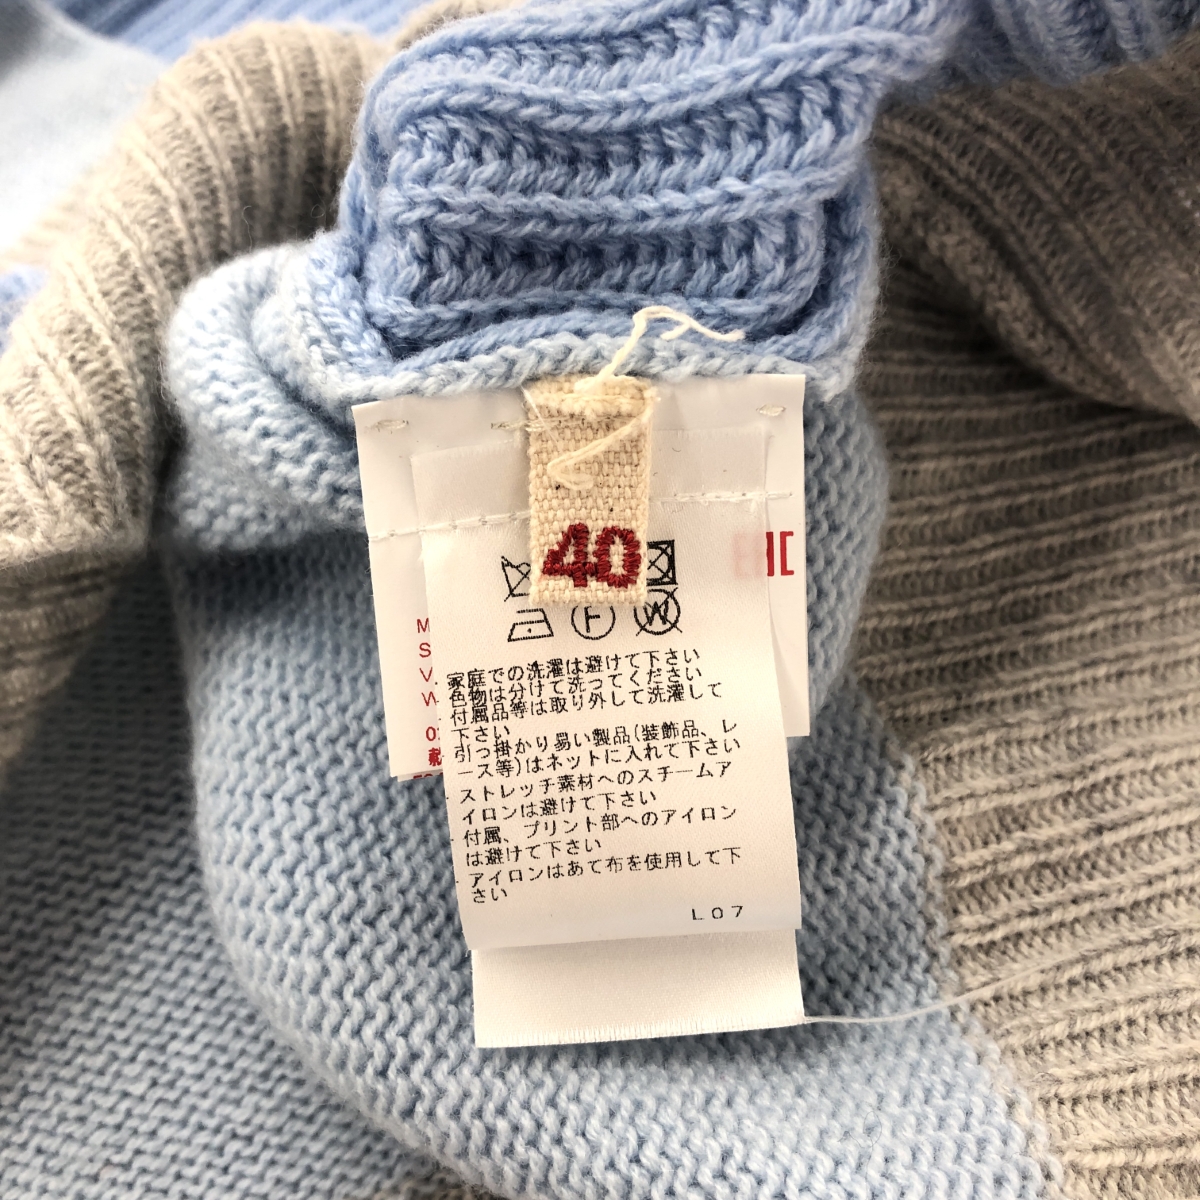 40
F
W
M
S
V
W
家庭での洗濯は避けて下さい
色物は分けて洗ってください
付属品等は取り外して洗濯して
下さい
引っ掛かり易い製品(装飾品、レ
ース等)はネットに入れて下さい
ストレッチ素材へのスチームア
イロンは避けて下さい
付属、プリント部へのアイロン
は避けて下さい
アイロンはあて布を使用して下
さい
L07